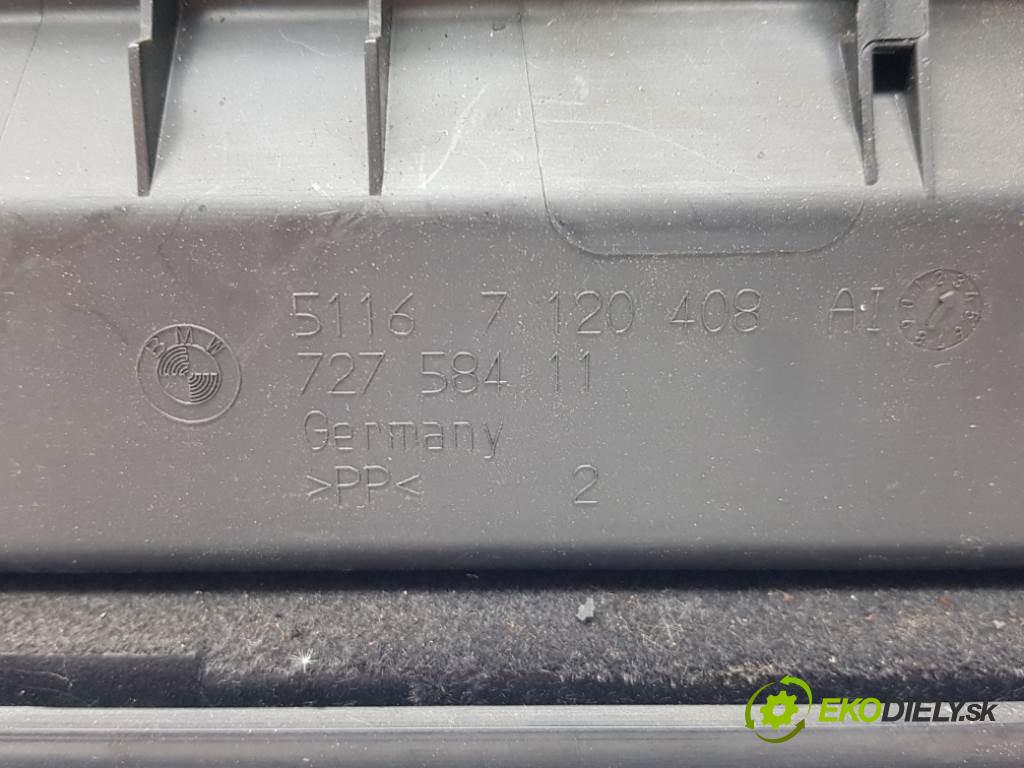 5116 7 120 408 AI
BMW
727 584 11
Germany
>PP< 2
EKODIELY.SK